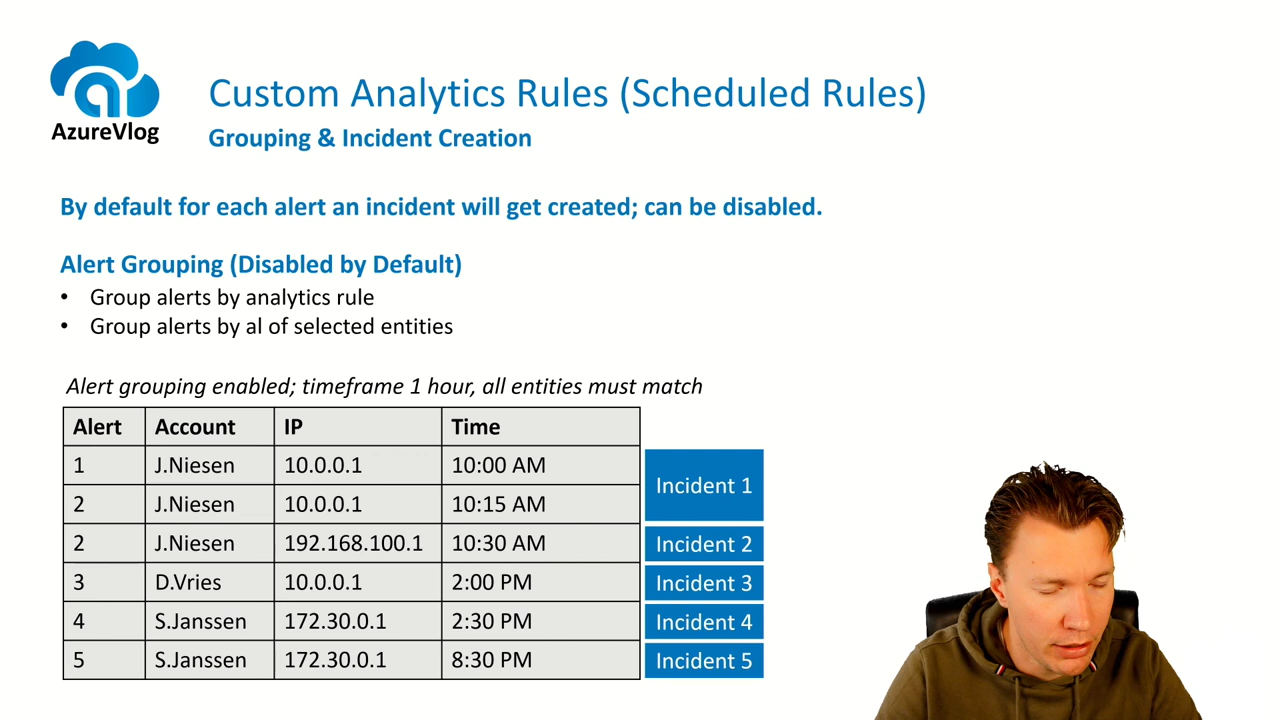 AzureVlog
Custom Analytics Rules (Scheduled Rules)
Grouping & Incident Creation
By default for each alert an incident will get created; can be disabled.
Alert Grouping (Disabled by Default)
• Group alerts by analytics rule
• Group alerts by al of selected entities
Alert grouping enabled; timeframe 1 hour, all entities must match
Alert Account IP Time
1 J.Niesen 10.0.0.1 10:00 AM
Incident 1
2 J.Niesen 10.0.0.1 10:15 AM
2 J.Niesen 192.168.100.1 10:30 AM Incident 2
3 D.Vries 10.0.0.1 2:00 PM Incident 3
4 S.Janssen 172.30.0.1 2:30 PM Incident 4
5 S.Janssen 172.30.0.1 8:30 PM Incident 5